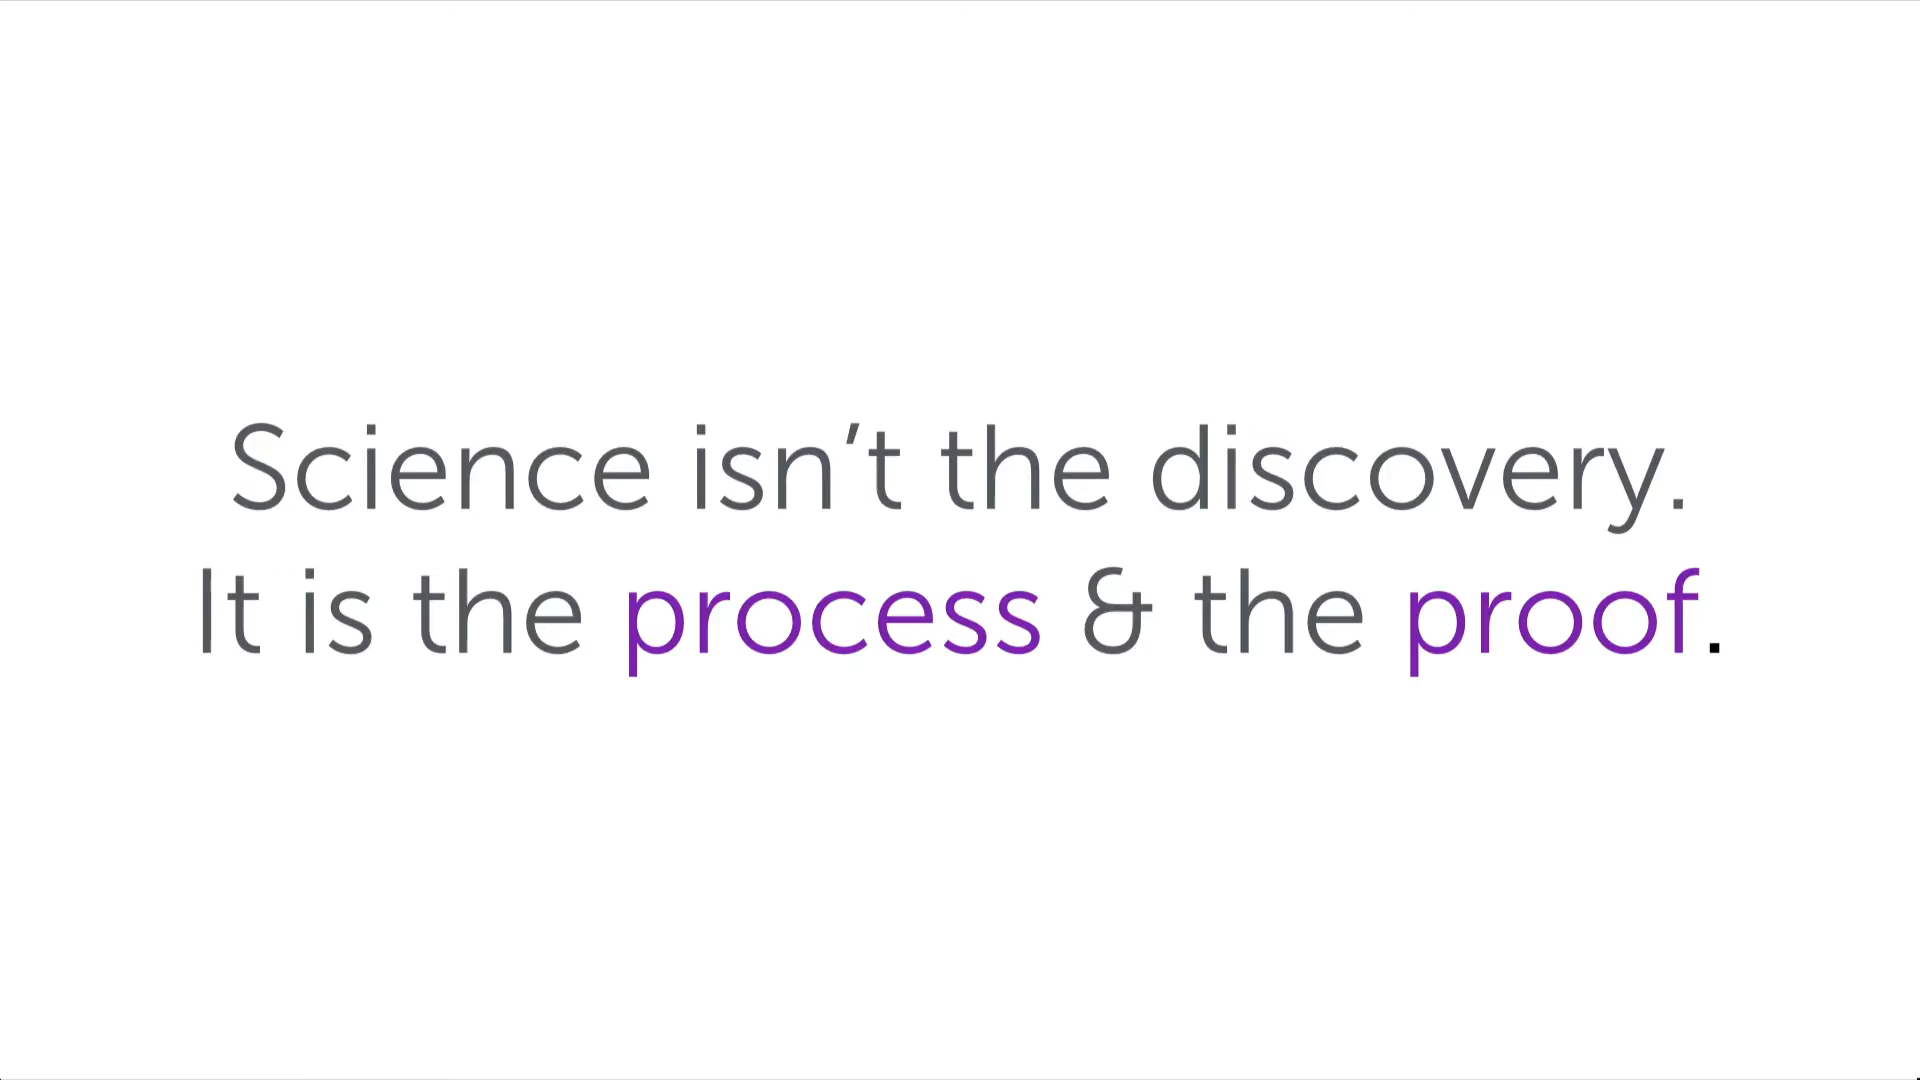 Science isn’t the discovery.
It is the process & the proof.